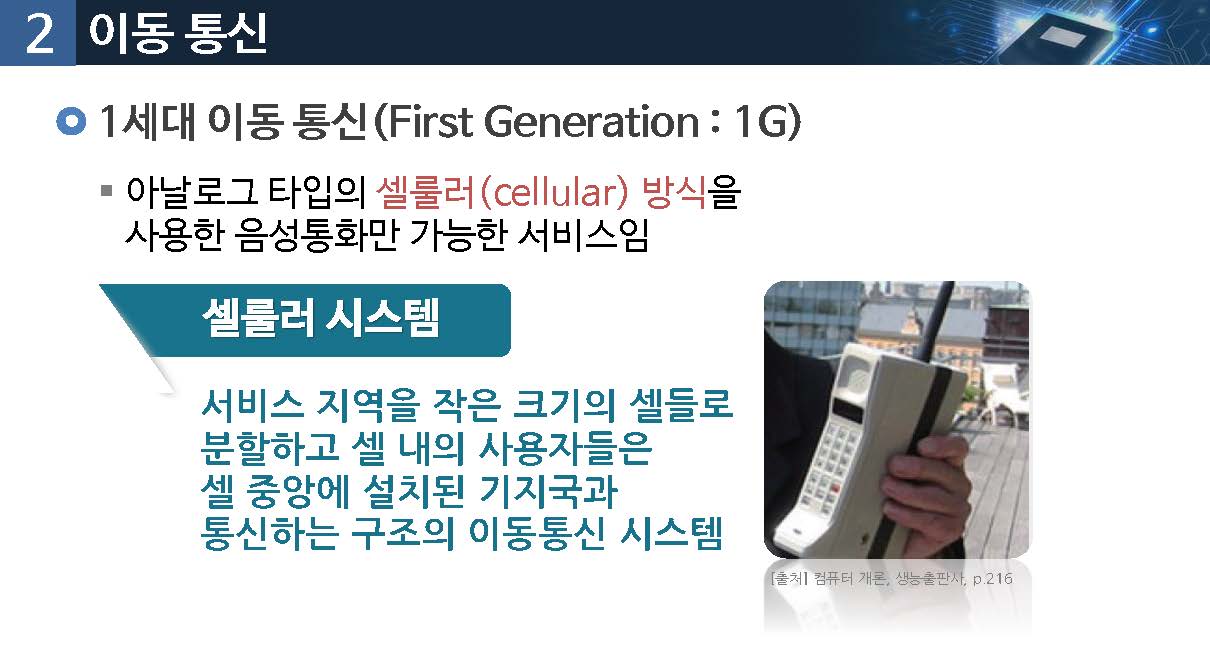 2 이동 통신
1세대 이동 통신(First Generation : 1G)
아날로그 타입의 셀룰러(cellular) 방식을
사용한 음성통화만 가능한 서비스임
셀룰러 시스템
서비스 지역을 작은 크기의 셀들로
분할하고 셀 내의 사용자들은
셀 중앙에 설치된 기지국과
통신하는 구조의 이동통신 시스템
[출처] 컴퓨터 개론, 생능출판사, p.216